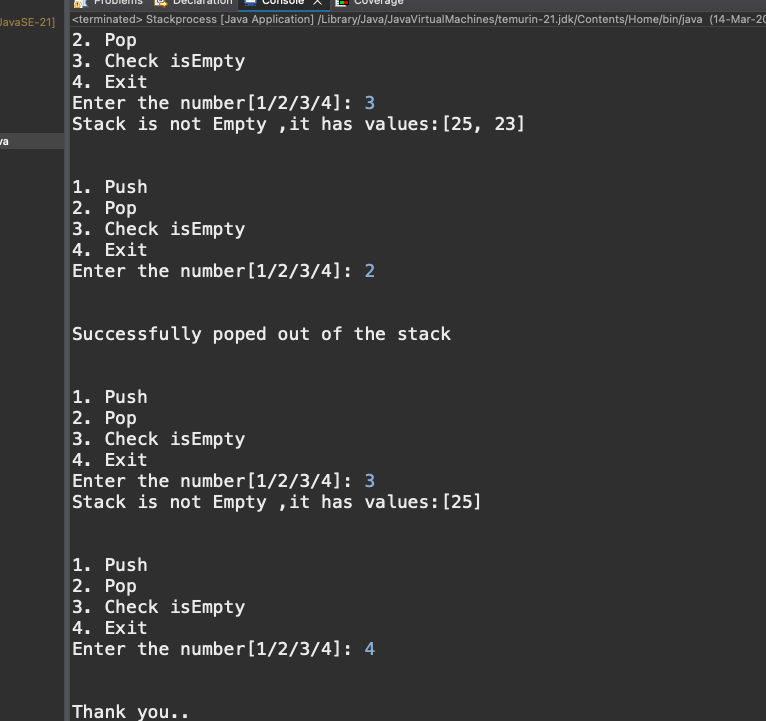 Problems Declaration Console Coverage
JavaSE-21]
<terminated> Stackprocess [Java Application] /Library/Java/JavaVirtualMachines/temurin-21.jdk/Contents/Home/bin/java (14-Mar-20
va
2. Pop
3. Check isEmpty
4. Exit
Enter the number[1/2/3/4]: 3
Stack is not Empty ,it has values:[25, 23]
1. Push
2. Pop
3. Check isEmpty
4. Exit
Enter the number[1/2/3/4]: 2
Successfully poped out of the stack
1. Push
2. Pop
3. Check isEmpty
4. Exit
Enter the number[1/2/3/4]: 3
Stack is not Empty ,it has values:[25]
1. Push
2. Pop
3. Check isEmpty
4. Exit
Enter the number[1/2/3/4]: 4
Thank you..